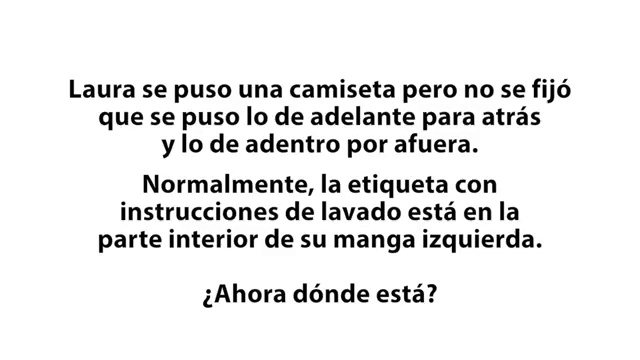 Laura se puso una camiseta pero no se fijó
que se puso lo de adelante para atrás
y lo de adentro por afuera.
Normalmente, la etiqueta con
instrucciones de lavado está en la
parte interior de su manga izquierda.
¿Ahora dónde está?